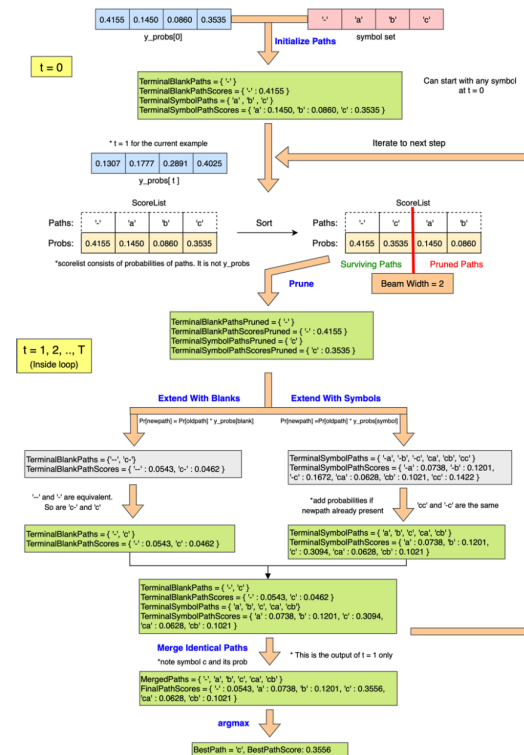 0.4155 0.1450 0.0860 0.3535
'-' 'a' 'b' 'c'
y_probs[0]
symbol set
Initialize Paths
t = 0
TerminalBlankPaths = { '-'}
TerminalBlankPathScores = { '-' : 0.4155}
TerminalSymbolPaths = { 'a' , 'b' , 'c'}
TerminalSymbolPathScores = { 'a' : 0.1450, 'b' : 0.0860, 'c' : 0.3535}
Can start with any symbol
at t = 0
* t = 1 for the current example
Iterate to next step
0.1307 0.1777 0.2891 0.4025
y_probs[ t ]
ScoreList
Paths: '-' 'a' 'b' 'c'
Probs: 0.4155 0.1450 0.0860 0.3535
*scorelist consists of probabilities of paths. It is not y_probs
Sort
ScoreList
Paths: '-' 'c' 'a' 'b'
Probs: 0.4155 0.3535 0.1450 0.0860
Surviving Paths Pruned Paths
Beam Width = 2
Prune
TerminalBlankPathsPruned = { '-'}
TerminalBlankPathScoresPruned = { '-' : 0.4155 }
TerminalSymbolPathsPruned = { 'c'}
TerminalSymbolPathScoresPruned = { 'c' : 0.3535}
t = 1, 2, .., T
(Inside loop)
Extend With Blanks
Extend With Symbols
Pr[newpath] = Pr[oldpath] * y_probs[blank]
Pr[newpath] =Pr[oldpath] * y_probs[symbol]
TerminalBlankPaths = {'--', 'c-'}
TerminalBlankPathScores = { '--' : 0.0543, 'c-' : 0.0462 }
TerminalSymbolPaths = { '-a', '-b', '-c', 'ca', 'cb', 'cc' }
TerminalSymbolPathScores = { '-a' : 0.0738, '-b' : 0.1201,
'-c' : 0.1672, 'ca' : 0.0628, 'cb' : 0.1021, 'cc' : 0.1422 }
'--' and '-' are equivalent.
So are 'c-' and 'c'
*add probabilities if
newpath already present
'cc' and '-c' are the same
TerminalBlankPaths = { '-', 'c'}
TerminalBlankPathScores = { '-' : 0.0543, 'c' : 0.0462 }
TerminalSymbolPaths = { 'a', 'b', 'c', 'ca', 'cb' }
TerminalSymbolPathScores = { 'a' : 0.0738, 'b' : 0.1201,
'c' : 0.3094, 'ca' : 0.0628, 'cb' : 0.1021 }
TerminalBlankPaths = { '-', 'c'}
TerminalBlankPathScores = { '-' : 0.0543, 'c' : 0.0462 }
TerminalSymbolPaths = { 'a', 'b', 'c', 'ca', 'cb'}
TerminalSymbolPathScores = { 'a' : 0.0738, 'b' : 0.1201, 'c' : 0.3094,
'ca' : 0.0628, 'cb' : 0.1021 }
Merge Identical Paths
*note symbol c and its prob
* This is the output of t = 1 only
MergedPaths = { '-', 'a', 'b', 'c', 'ca', 'cb' }
FinalPathScores = { '-' : 0.0543, 'a' : 0.0738, 'b' : 0.1201, 'c' : 0.3556,
'ca' : 0.0628, 'cb' : 0.1021 }
argmax
BestPath = 'c', BestPathScore: 0.3556